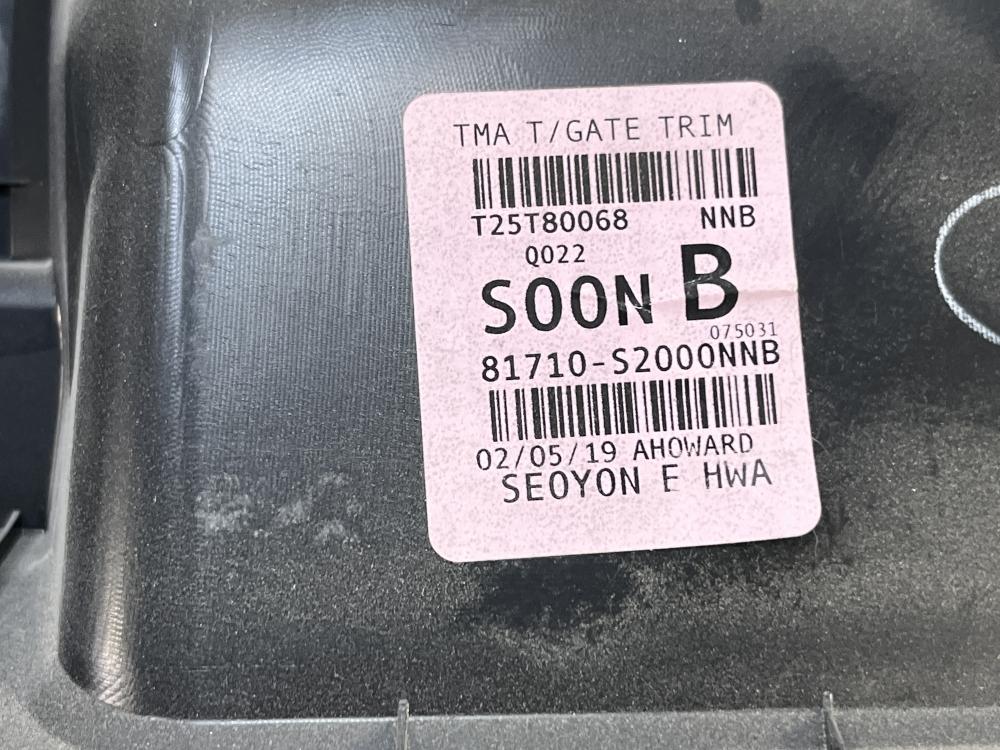 TMA T/GATE TRIM
T25T80068 NNB
Q022
SOON B
075031
81710-S2000NNB
02/05/19 AHOWARD
SEOYON E HWA